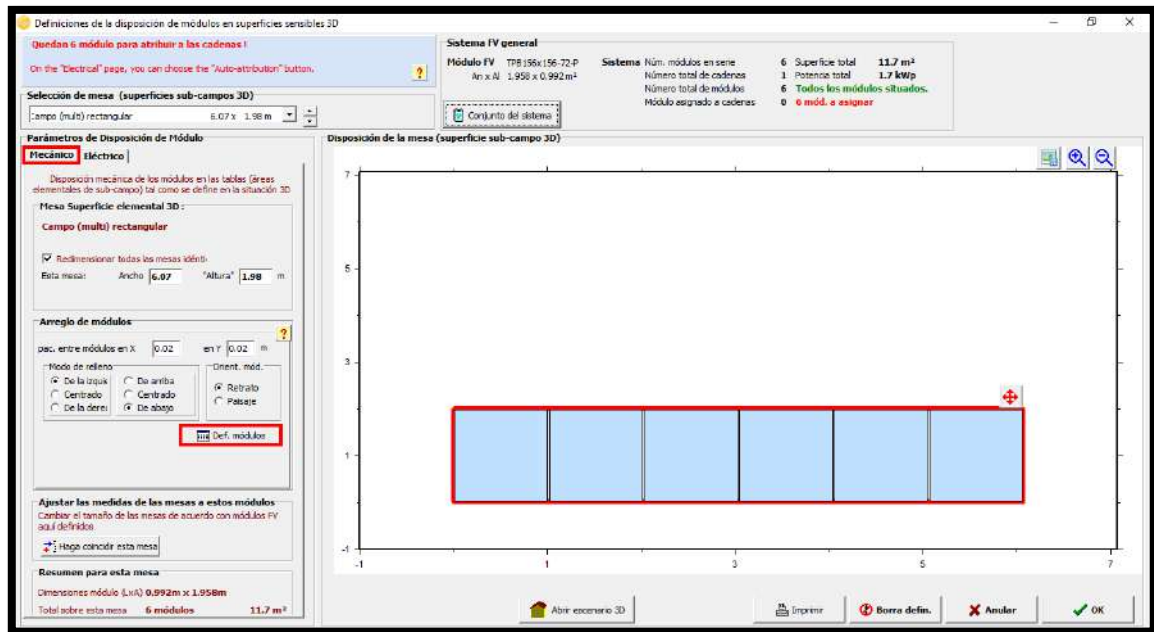 Definiciones de la disposición de módulos en superficies sensibles 3D
Quedan 6 módulo para atribuir a las cadenas !
On the "Electrical" page, you can choose the "Auto-attribution" button.
?
Selección de mesa (superficies sub-campos 3D)
Campo (multi) rectangular 6.07 x 1.98 m
Sistema FV general
Módulo FV TPB156x156-72-P
An x Al 1.958 x 0.992 m²
Conjunto del sistema
Sistema Núm. módulos en serie 6
Número total de cadenas 1
Número total de módulos 6
Módulo asignado a cadenas 0
Superficie total 11.7 m²
Potencia total 1.7 kWp
Todos los módulos situados.
6 mód. a asignar
Parámetros de Disposición de Módulo
Mecánico Eléctrico
Disposición mecánica de los módulos en las tablas (áreas
elementales de sub-campo) tal como se define en la situación 3D
Mesa Superficie elemental 3D :
Campo (multi) rectangular
Redimensionar todas las mesas idénti-
Esta mesa: Ancho 6.07 "Altura" 1.98 m
Arreglo de módulos
?
pac. entre módulos en X 0.02 en Y 0.02 m
Modo de relleno
De la izquie
Centrado
De la derei
De arriba
Centrado
De abajo
Orient. mód.
Retrato
Paisaje
Def. módulos
Ajustar las medidas de las mesas a estos módulos
Cambiar el tamaño de las mesas de acuerdo con módulos FV
aquí definidos
Haga coincidir esta mesa
Resumen para esta mesa
Dimensiones módulo (LxA) 0.992m x 1.958m
Total sobre esta mesa 6 módulos 11.7 m²
Disposición de la mesa (superficie sub-campo 3D)
7
5
3
1
-1
-1 1 3 5 7
Abrir escenario 3D
Imprimir
Borra defin.
Anular
OK